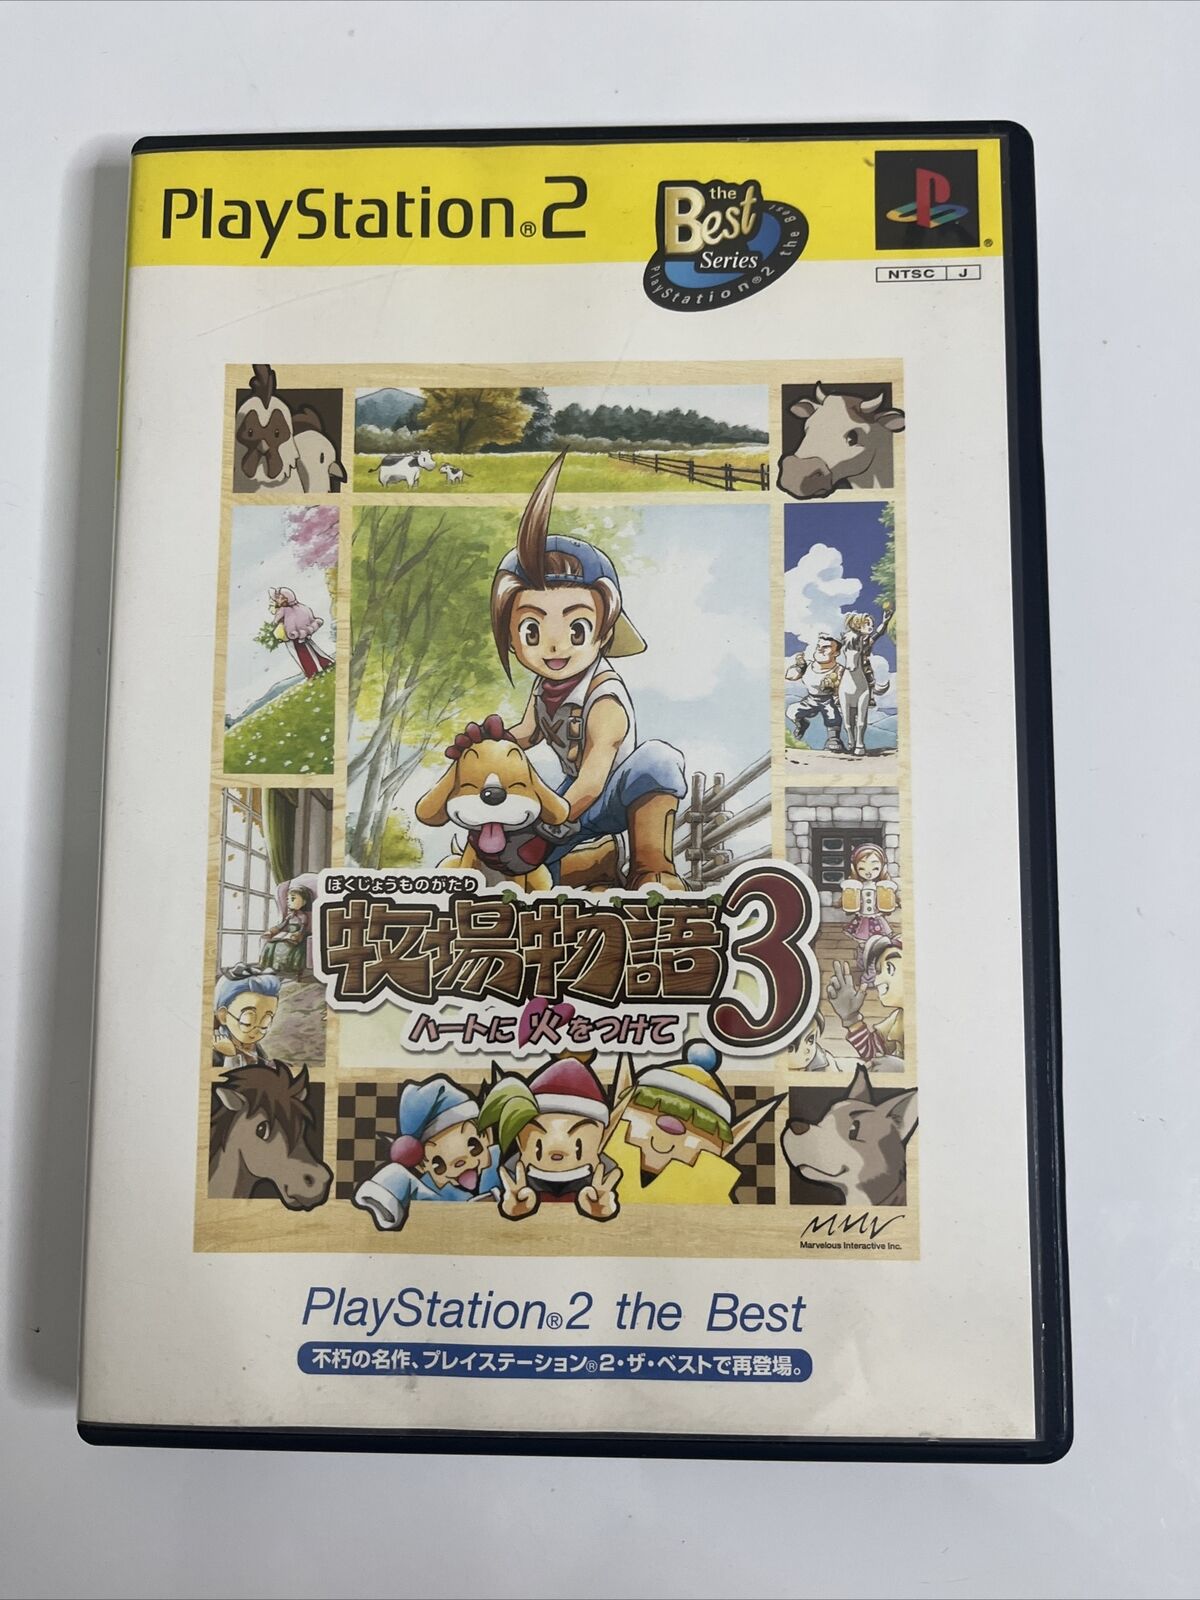 PlayStation®2
the
Best
Series
PlayStation®2 the Best
®
NTSC J
ぼくじょうものがたり
牧場物語3
ハートに火をつけて
MMV
Marvelous Interactive Inc.
PlayStation®2 the Best
不朽の名作、プレイステーション®2・ザ・ベストで再登場。